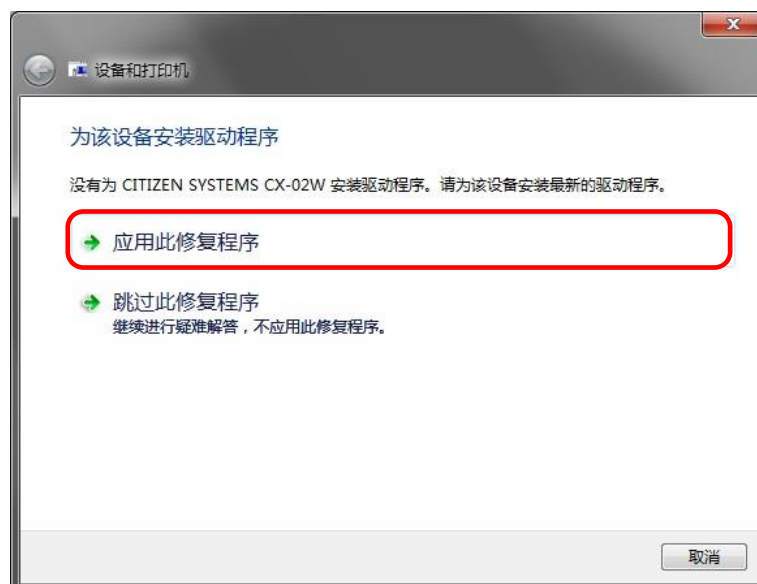 设备和打印机
为该设备安装驱动程序
没有为 CITIZEN SYSTEMS CX-02W 安装驱动程序。请为该设备安装最新的驱动程序。
应用此修复程序
跳过此修复程序
继续进行疑难解答，不应用此修复程序。
取消